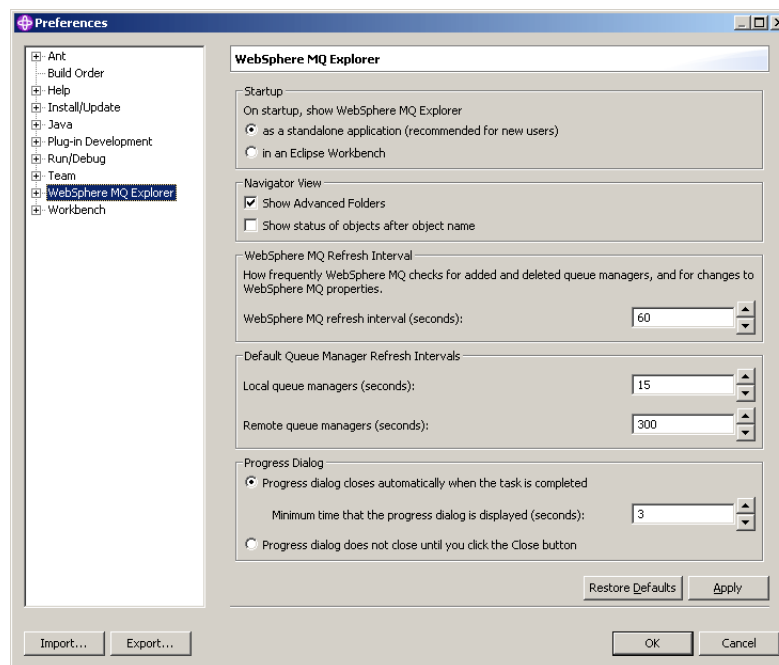 Preferences
Ant
Build Order
Help
Install/Update
Java
Plug-in Development
Run/Debug
Team
WebSphere MQ Explorer
Workbench
WebSphere MQ Explorer
Startup
On startup, show WebSphere MQ Explorer
as a standalone application (recommended for new users)
in an Eclipse Workbench
Navigator View
Show Advanced Folders
Show status of objects after object name
WebSphere MQ Refresh Interval
How frequently WebSphere MQ checks for added and deleted queue managers, and for changes to
WebSphere MQ properties.
WebSphere MQ refresh interval (seconds): 60
Default Queue Manager Refresh Intervals
Local queue managers (seconds): 15
Remote queue managers (seconds): 300
Progress Dialog
Progress dialog closes automatically when the task is completed
Minimum time that the progress dialog is displayed (seconds): 3
Progress dialog does not close until you click the Close button
Restore Defaults Apply
Import... Export... OK Cancel